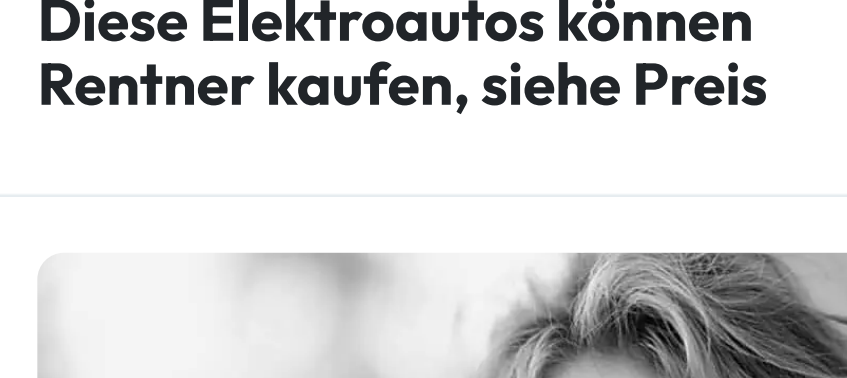 Diese Elektroautos können
Rentner kaufen, siehe Preis